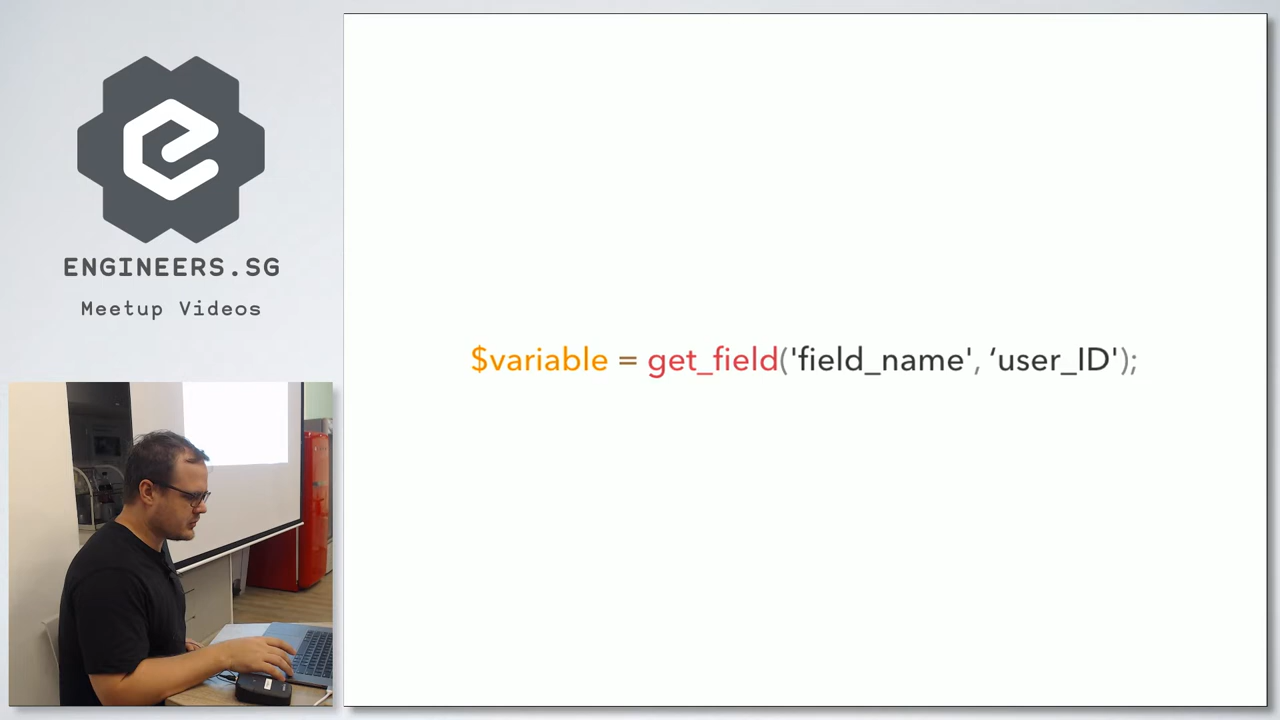 ENGINEERS.SG
Meetup Videos
$variable = get_field('field_name', ‘user_ID');